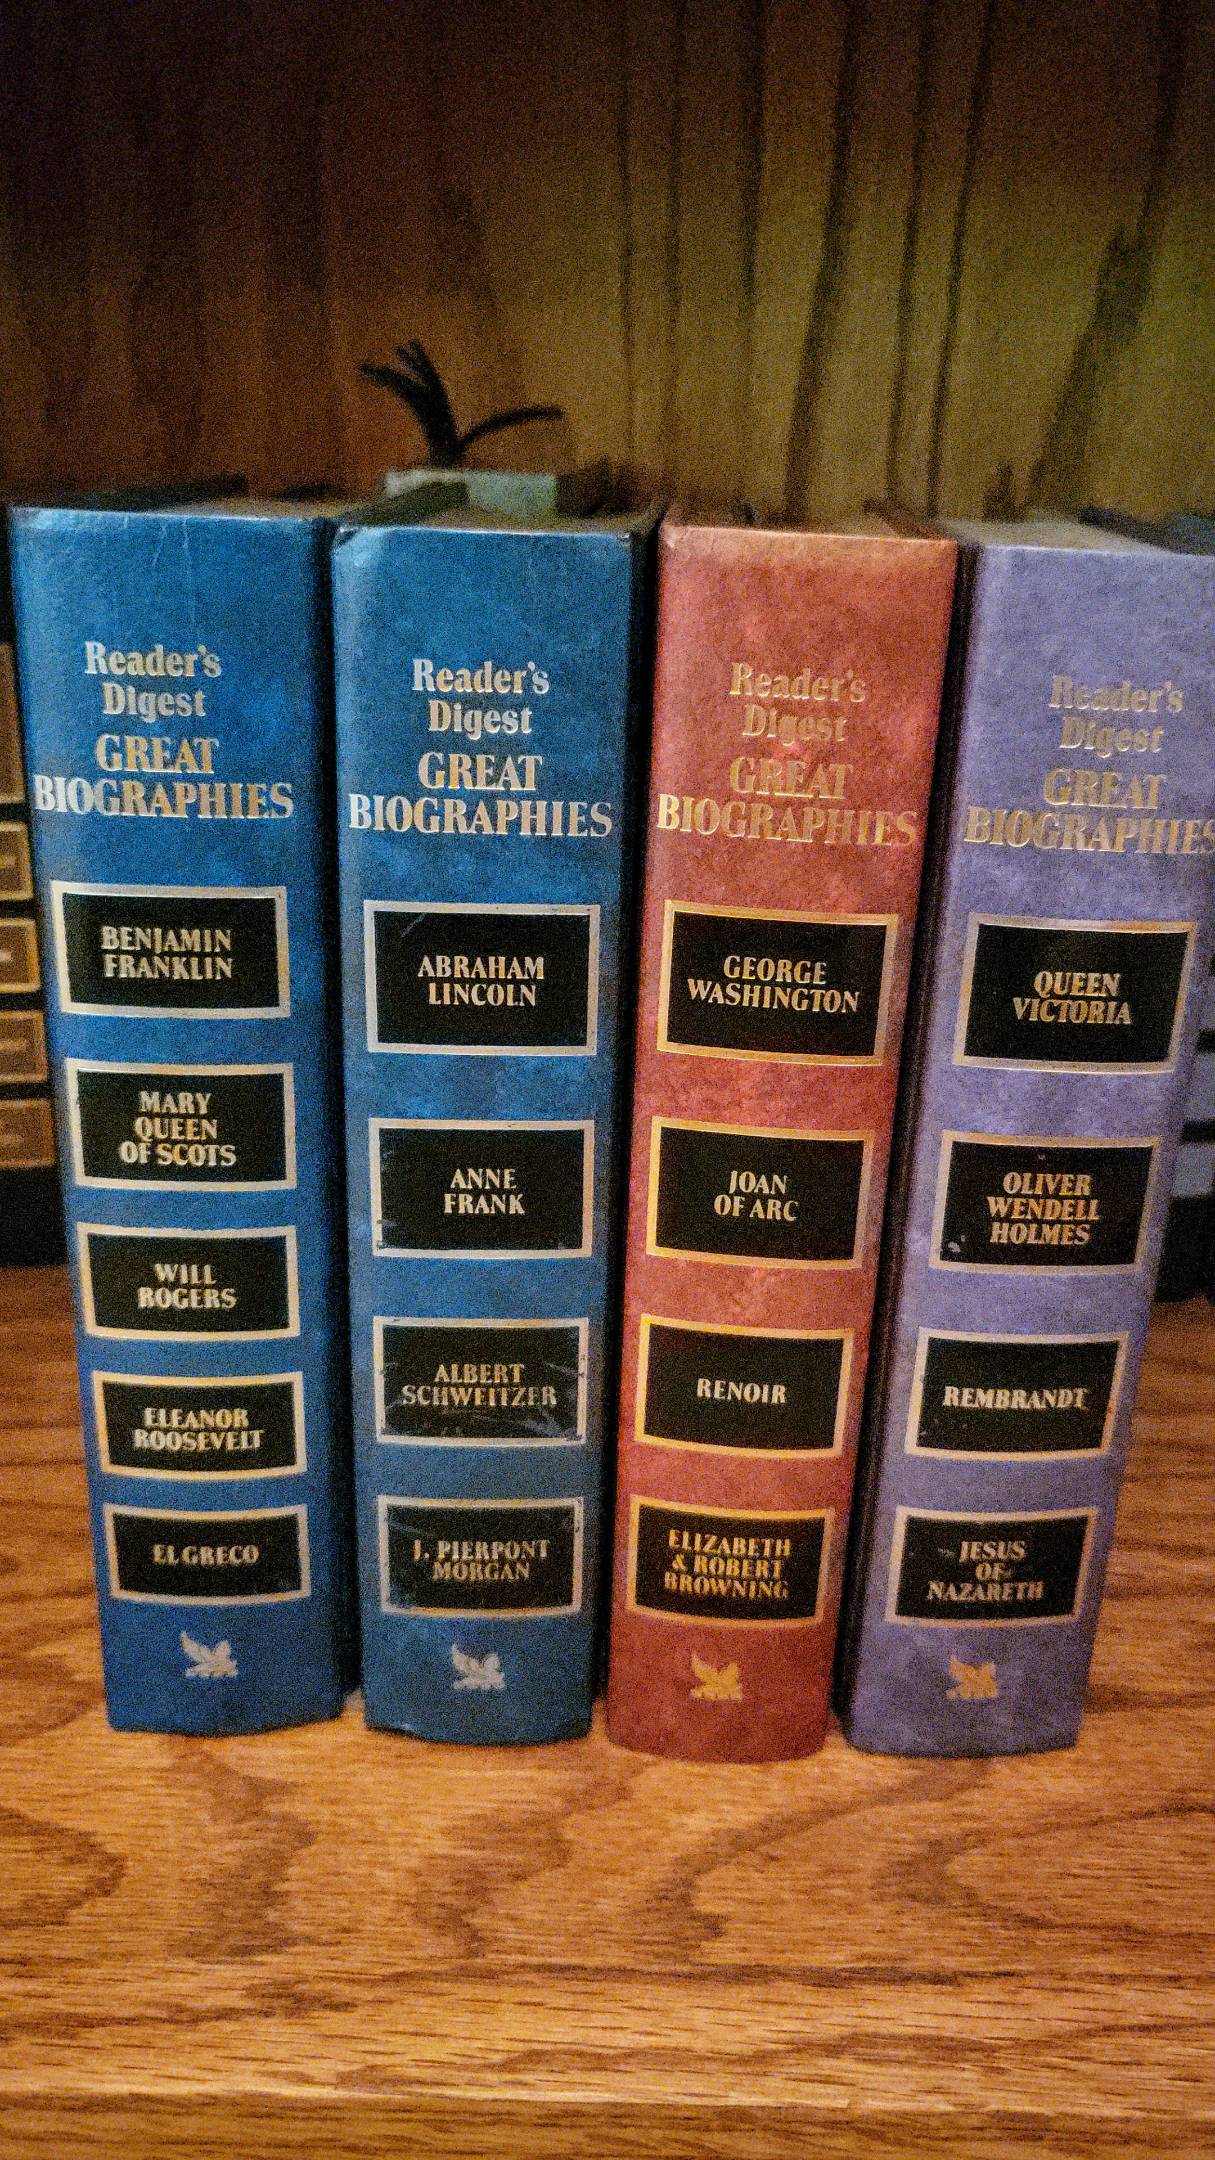 Reader's
Digest
GREAT
BIOGRAPHIES
BENJAMIN
FRANKLIN
MARY
QUEEN
OF SCOTS
WILL
ROGERS
ELEANOR
ROOSEVELT
EL GRECO
Reader's
Digest
GREAT
BIOGRAPHIES
ABRAHAM
LINCOLN
ANNE
FRANK
ALBERT
SCHWEITZER
J. PIERPONT
MORGAN
Reader's
Digest
GREAT
BIOGRAPHIES
GEORGE
WASHINGTON
JOAN
OF ARC
RENOIR
ELIZABETH
& ROBERT
BROWNING
Reader's
Digest
GREAT
BIOGRAPHIES
QUEEN
VICTORIA
OLIVER
WENDELL
HOLMES
REMBRANDT
JESUS
OF
NAZARETH